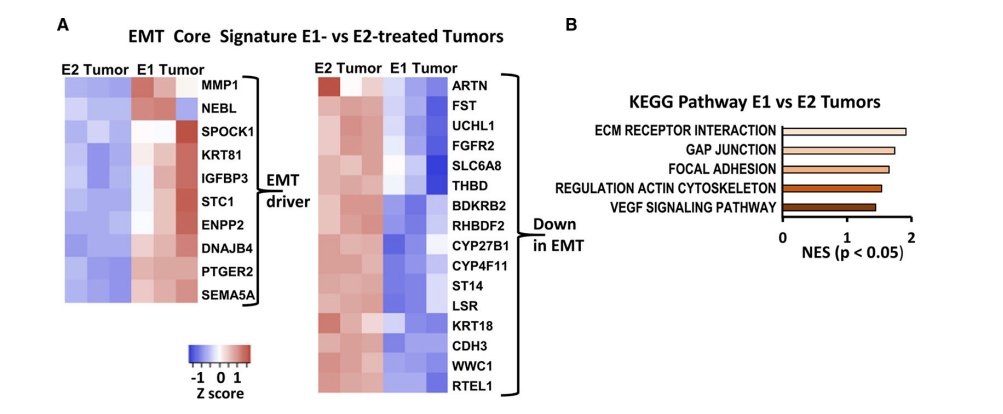 A
EMT Core Signature E1- vs E2-treated Tumors
E2 Tumor E1 Tumor
MMP1
NEBL
SPOCK1
KRT81
IGFBP3
STC1
ENPP2
DNAJB4
PTGER2
SEMA5A
EMT
driver
-1 0 1
Z score
E2 Tumor E1 Tumor
ARTN
FST
UCHL1
FGFR2
SLC6A8
THBD
BDKRB2
RHBDF2
CYP27B1
CYP4F11
ST14
LSR
KRT18
CDH3
WWC1
RTEL1
Down
in EMT
B
KEGG Pathway E1 vs E2 Tumors
ECM RECEPTOR INTERACTION
GAP JUNCTION
FOCAL ADHESION
REGULATION ACTIN CYTOSKELETON
VEGF SIGNALING PATHWAY
0 1 2
NES (p < 0.05)